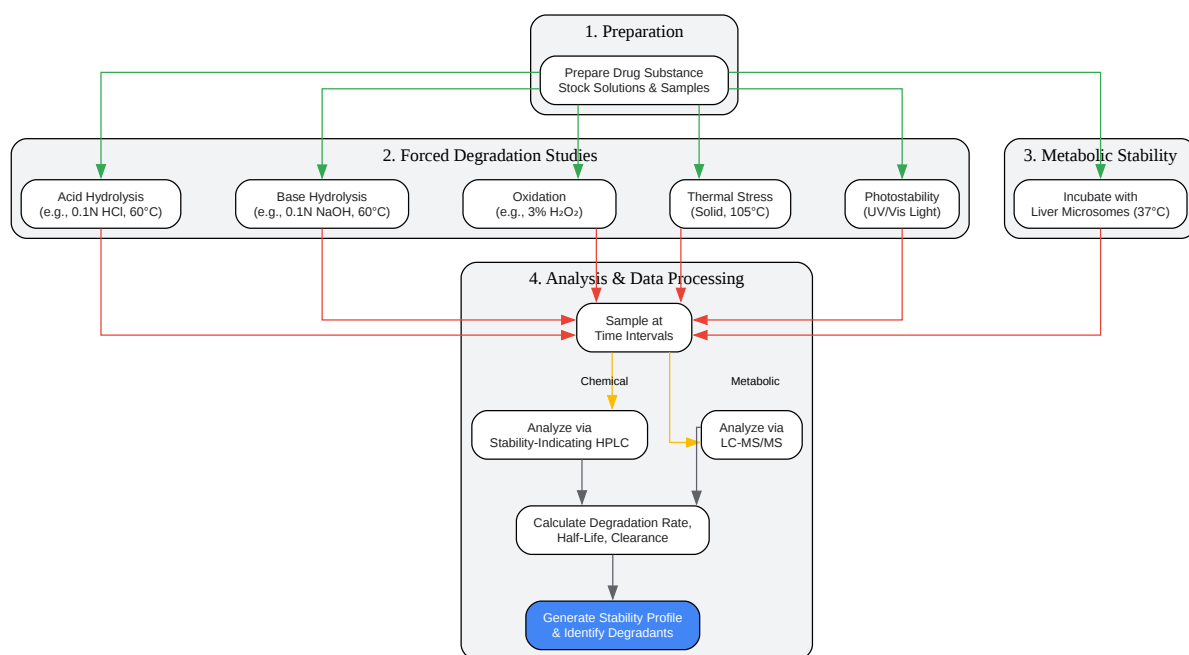 1. Preparation
Prepare Drug Substance
Stock Solutions & Samples
2. Forced Degradation Studies
3. Metabolic Stability
Acid Hydrolysis
(e.g., 0.1N HCl, 60°C)
Base Hydrolysis
(e.g., 0.1N NaOH, 60°C)
Oxidation
(e.g., 3% H₂O₂)
Thermal Stress
(Solid, 105°C)
Photostability
(UV/Vis Light)
Incubate with
Liver Microsomes (37°C)
4. Analysis & Data Processing
Sample at
Time Intervals
Chemical
Metabolic
Analyze via
Stability-Indicating HPLC
Analyze via
LC-MS/MS
Calculate Degradation Rate,
Half-Life, Clearance
Generate Stability Profile
& Identify Degradants